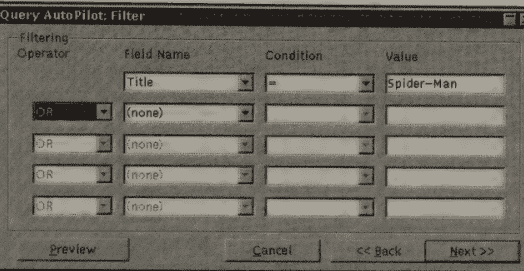 Query AutoPilot: Filter
Filtering
Operator Field Name Condition Value
Title = Spider-Man
OR (none)
OR (none)
OR (none)
OR (none)
Preview Cancel << Back Next >>